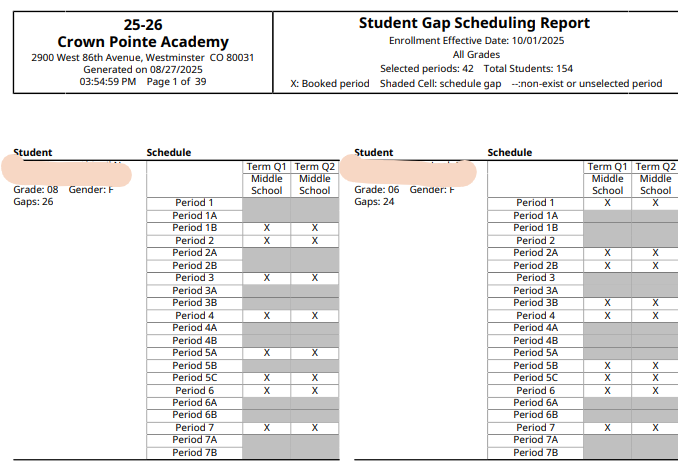 25-26
Crown Pointe Academy
2900 West 86th Avenue, Westminster CO 80031
Generated on 08/27/2025
03:54:59 PM Page 1 of 39
Student Gap Scheduling Report
Enrollment Effective Date: 10/01/2025
All Grades
Selected periods: 42 Total Students: 154
X: Booked period Shaded Cell: schedule gap --:non-exist or unselected period
Student Schedule
Term Q1 Term Q2
Middle School Middle School
Grade: 08 Gender: F
Gaps: 26
Period 1
Period 1A
Period 1B X X
Period 2 X X
Period 2A
Period 2B
Period 3 X X
Period 3A
Period 3B
Period 4 X X
Period 4A
Period 4B
Period 5A X X
Period 5B
Period 5C X X
Period 6 X X
Period 6A
Period 6B
Period 7 X X
Period 7A
Period 7B
Student Schedule
Term Q1 Term Q2
Middle School Middle School
Grade: 06 Gender: F
Gaps: 24
Period 1 X X
Period 1A
Period 1B
Period 2
Period 2A X X
Period 2B X X
Period 3
Period 3A
Period 3B X X
Period 4 X X
Period 4A
Period 4B
Period 5A
Period 5B X X
Period 5C X X
Period 6 X X
Period 6A
Period 6B
Period 7 X X
Period 7A
Period 7B